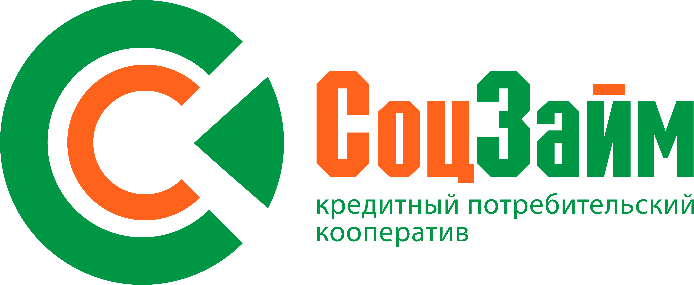 СоцЗайм
кредитный потребительский
кооператив